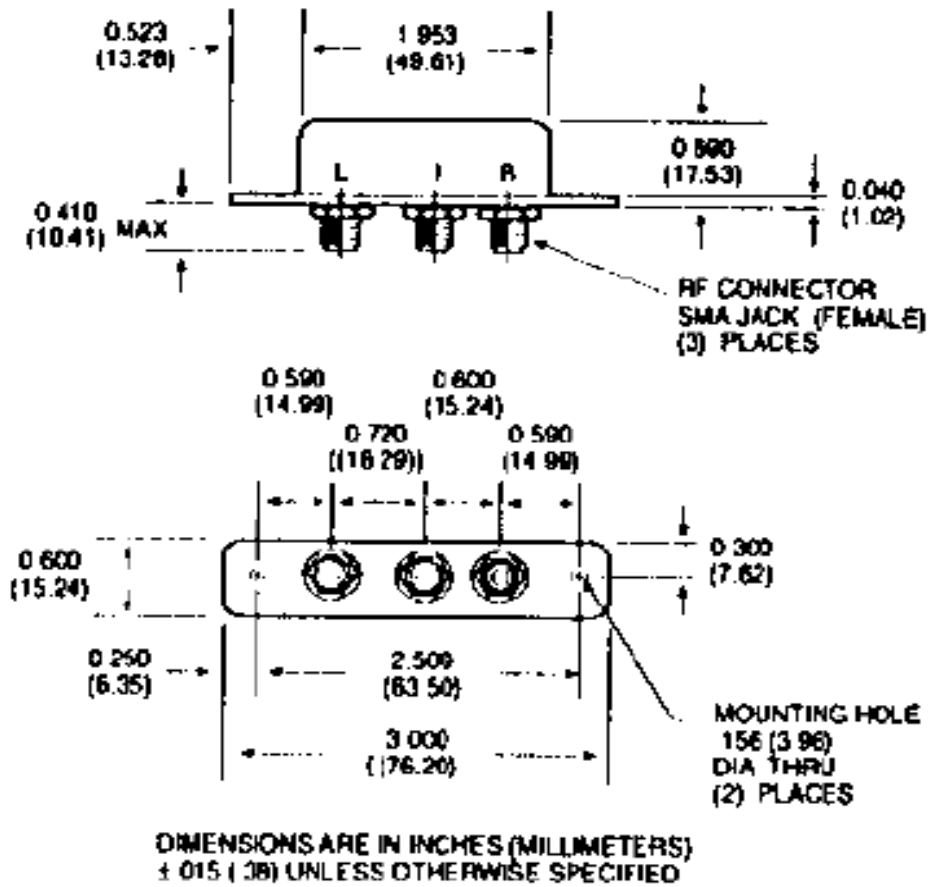 0.523
(13.28)
1.953
(49.61)
0.690
(17.53)
0.040
(1.02)
L I R
0.410
(10.41) MAX
RF CONNECTOR
SMA JACK (FEMALE)
(3) PLACES
0.590
(14.99)
0.600
(15.24)
0.720
((18.29))
0.590
(14.99)
0.600
(15.24)
0.300
(7.62)
0.250
(6.35)
2.500
(63.50)
MOUNTING HOLE
.156 (3.96)
DIA THRU
(2) PLACES
3.000
(76.20)
DIMENSIONS ARE IN INCHES (MILLIMETERS)
±.015 (.38) UNLESS OTHERWISE SPECIFIED